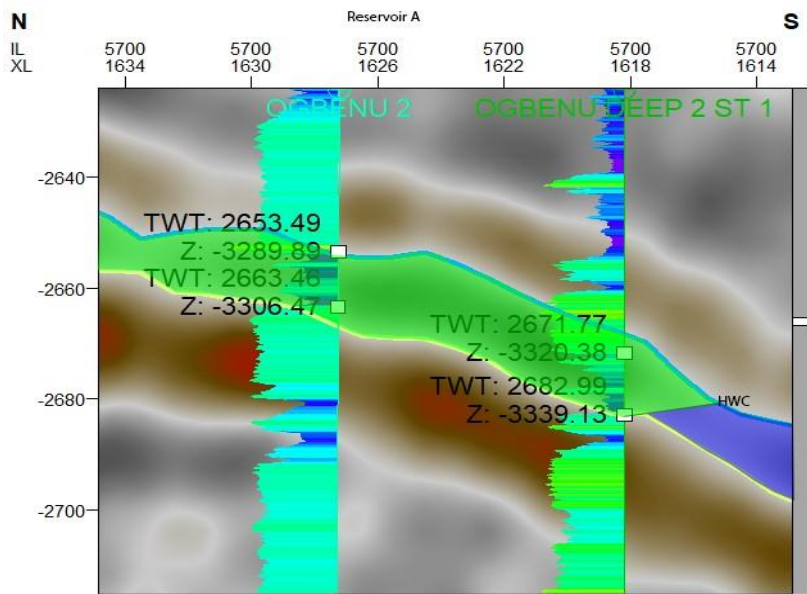 Reservoir A
N S
IL 5700 5700 5700 5700 5700 5700
XL 1634 1630 1626 1622 1618 1614
OGBENU 2 OGBENU DEEP 2 ST 1
-2640
TWT: 2653.49
Z: -3289.89
-2660
TWT: 2663.46
Z: -3306.47
TWT: 2671.77
Z: -3320.38
-2680
TWT: 2682.99
Z: -3339.13
HWC
-2700